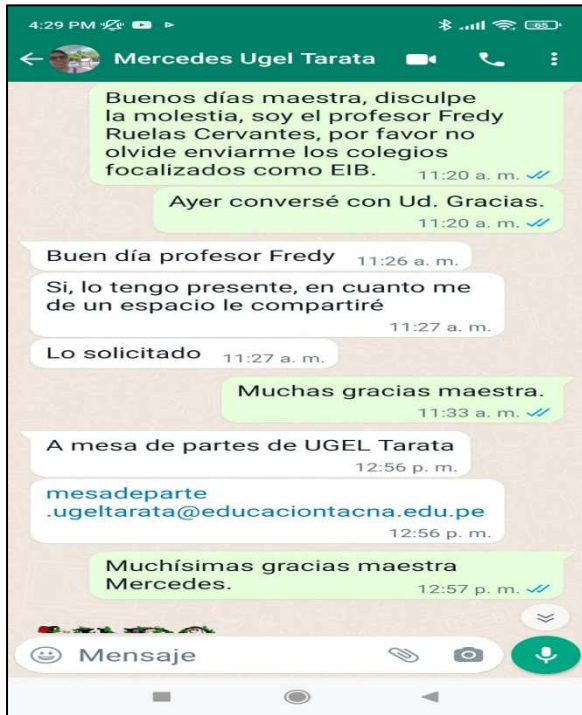 4:29 PM
65
Mercedes Ugel Tarata
Buenos días maestra, disculpe
la molestia, soy el profesor Fredy
Ruelas Cervantes, por favor no
olvide enviarme los colegios
focalizados como EIB.
11:20 a. m.
Ayer conversé con Ud. Gracias.
11:20 a. m.
Buen día profesor Fredy
11:26 a. m.
Si, lo tengo presente, en cuanto me
de un espacio le compartiré
11:27 a. m.
Lo solicitado
11:27 a. m.
Muchas gracias maestra.
11:33 a. m.
A mesa de partes de UGEL Tarata
12:56 p. m.
mesadeparte
.ugeltarata@educaciontacna.edu.pe
12:56 p. m.
Muchísimas gracias maestra
Mercedes.
12:57 p. m.
Mensaje